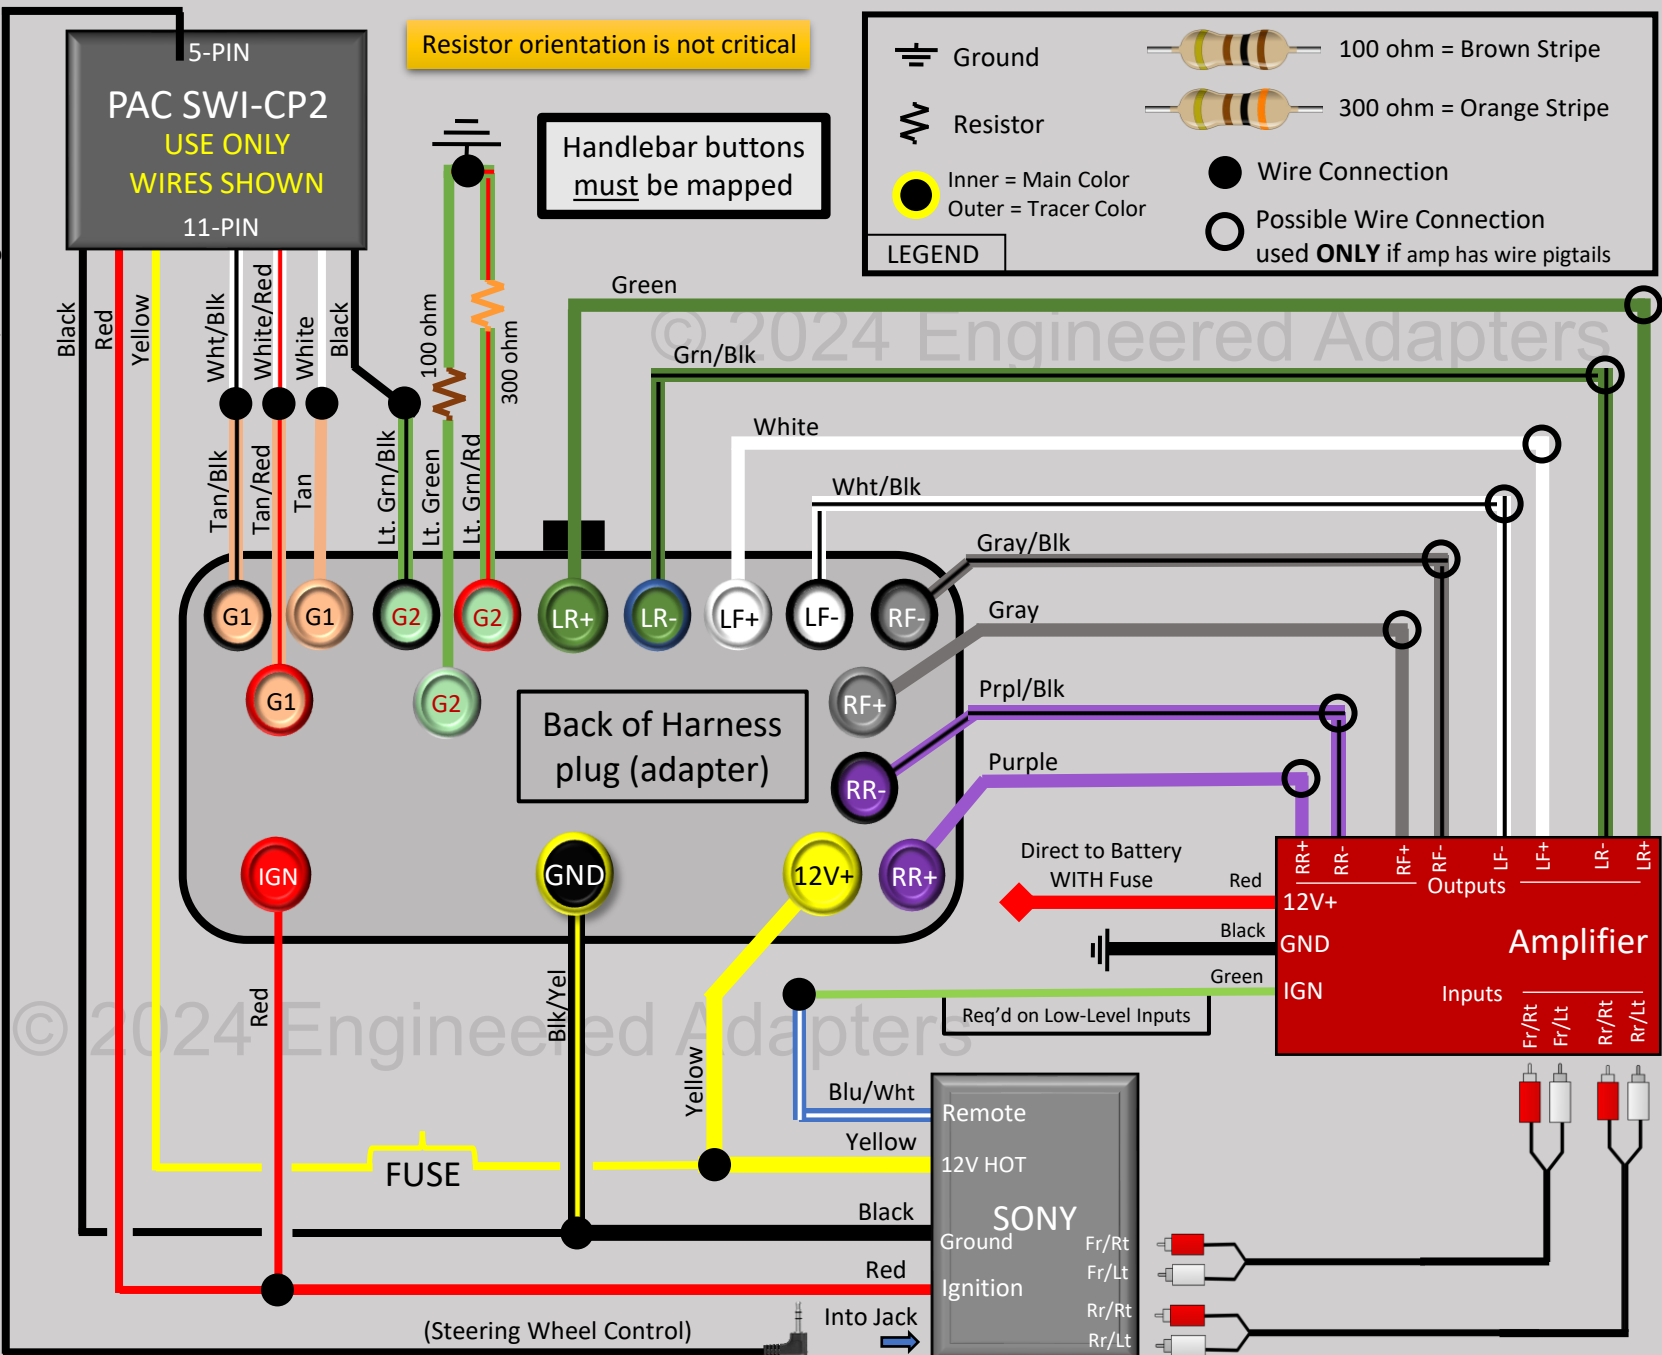 5-PIN
PAC SWI-CP2
USE ONLY
WIRES SHOWN
11-PIN
Resistor orientation is not critical
Handlebar buttons
must be mapped
Ground
Resistor
Inner = Main Color
Outer = Tracer Color
LEGEND
100 ohm = Brown Stripe
300 ohm = Orange Stripe
Wire Connection
Possible Wire Connection
used ONLY if amp has wire pigtails
Black
Red
Yellow
Wht/Blk
White/Red
White
Black
100 ohm
300 ohm
Tan/Blk
Tan/Red
Tan
Lt. Grn/Blk
Lt. Green
Lt. Grn/Rd
Green
© 2024 Engineered Adapters
Grn/Blk
White
Wht/Blk
Gray/Blk
Gray
Prpl/Blk
Purple
G1
G1
G2
G2
LR+
LR-
LF+
LF-
RF-
G1
G2
RF+
RR-
Back of Harness
plug (adapter)
IGN
GND
12V+
RR+
Direct to Battery
WITH Fuse
Red
Black
Green
Req'd on Low-Level Inputs
RR+
RR-
RF+
RF-
LF-
LF+
LR-
LR+
Outputs
12V+
GND
IGN
Amplifier
Inputs
Fr/Rt
Fr/Lt
Rr/Rt
Rr/Lt
© 2024 Engineered Adapters
Red
Blk/Yel
Yellow
Blu/Wht
Yellow
Black
Red
FUSE
Remote
12V HOT
SONY
Ground
Ignition
Fr/Rt
Fr/Lt
Rr/Rt
Rr/Lt
(Steering Wheel Control)
Into Jack